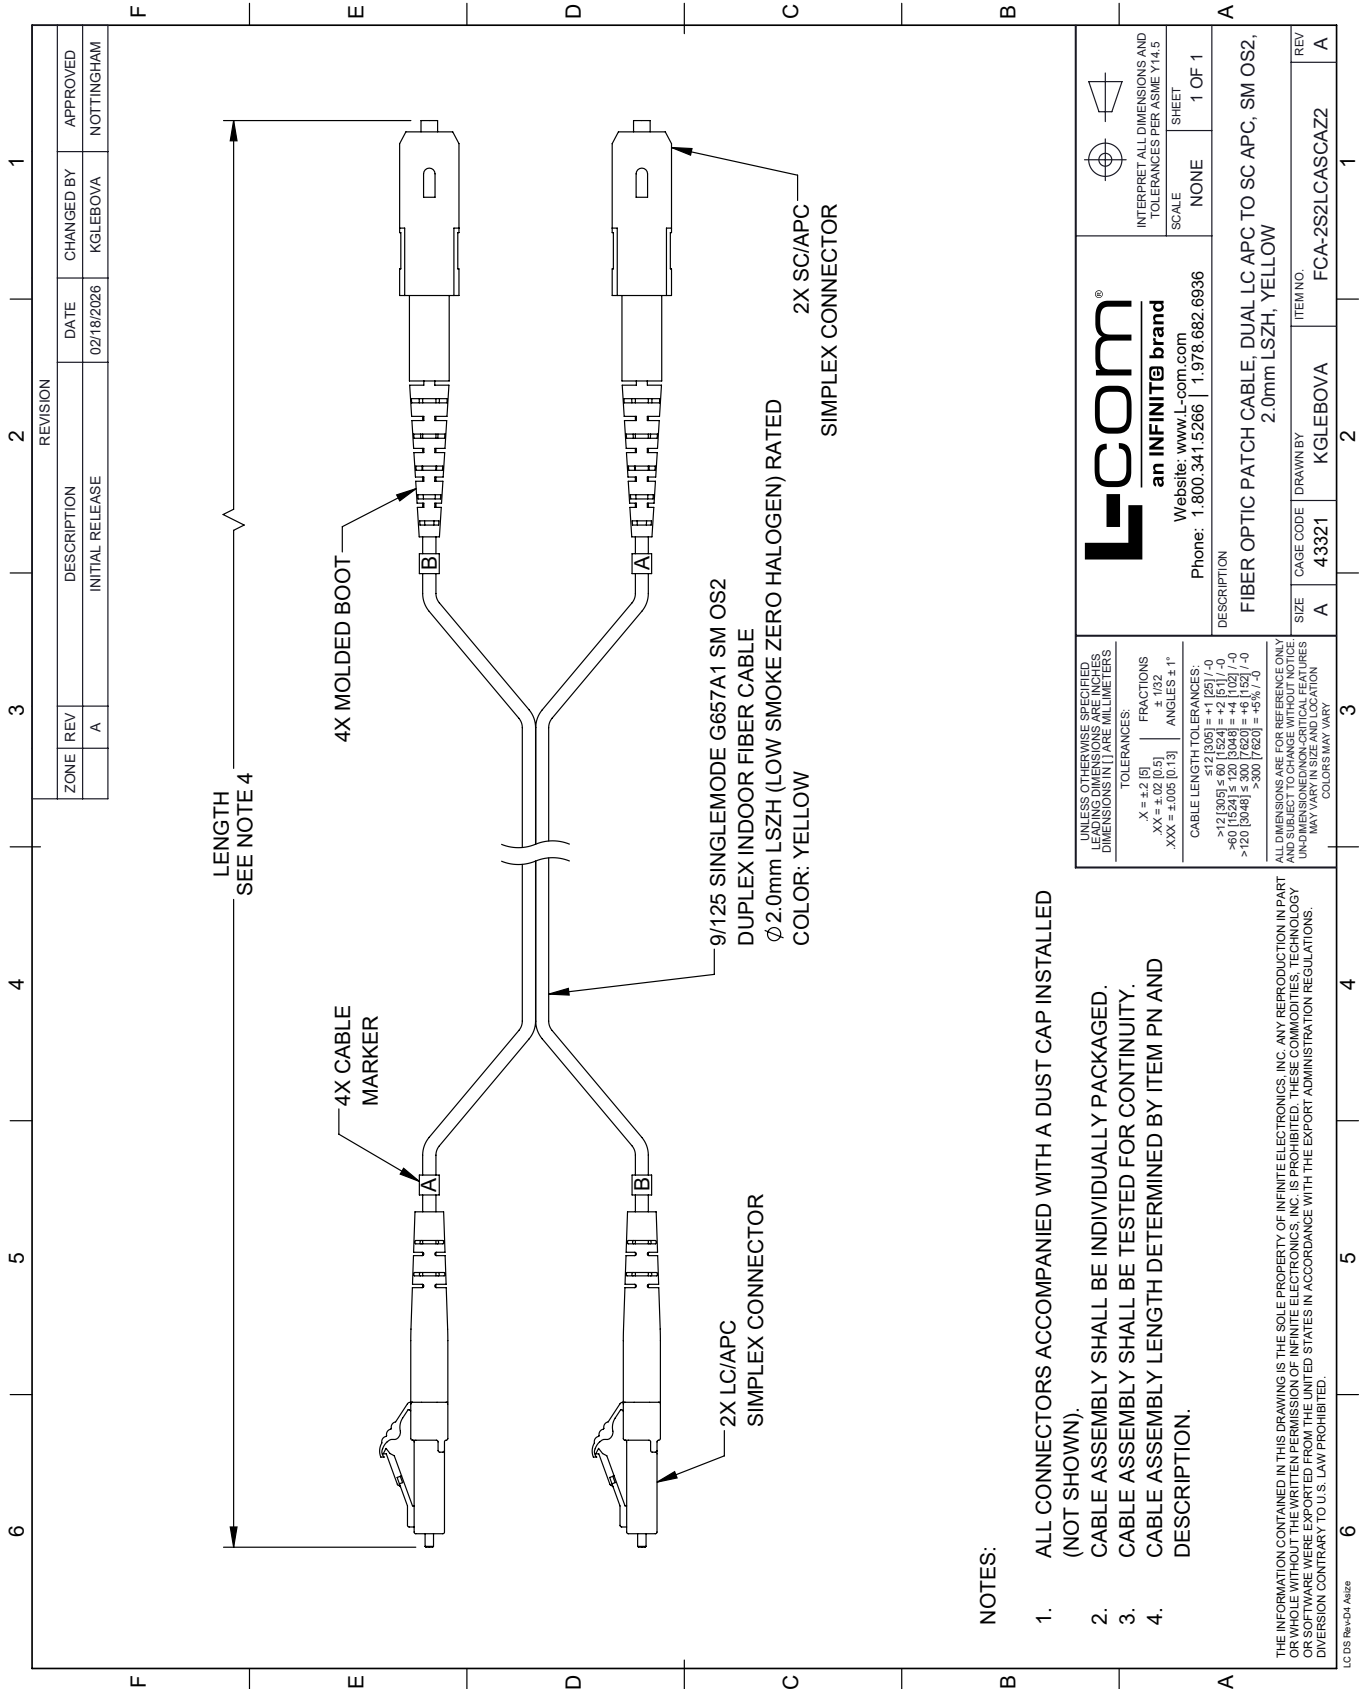 6
5
4
3
2
1
F
E
D
C
B
A
REVISION
ZONE
REV
DESCRIPTION
DATE
CHANGED BY
APPROVED
A
INITIAL RELEASE
02/18/2026
KGLEBOVA
NOTTINGHAM
LENGTH
SEE NOTE 4
4X CABLE
MARKER
4X MOLDED BOOT
A
B
B
A
2X LC/APC
SIMPLEX CONNECTOR
9/125 SINGLEMODE G657A1 SM OS2
DUPLEX INDOOR FIBER CABLE
∅ 2.0mm LSZH (LOW SMOKE ZERO HALOGEN) RATED
COLOR: YELLOW
2X SC/APC
SIMPLEX CONNECTOR
NOTES:
1. ALL CONNECTORS ACCOMPANIED WITH A DUST CAP INSTALLED
(NOT SHOWN).
2. CABLE ASSEMBLY SHALL BE INDIVIDUALLY PACKAGED.
3. CABLE ASSEMBLY SHALL BE TESTED FOR CONTINUITY.
4. CABLE ASSEMBLY LENGTH DETERMINED BY ITEM PN AND
DESCRIPTION.
THE INFORMATION CONTAINED IN THIS DRAWING IS THE SOLE PROPERTY OF INFINITE ELECTRONICS, INC. ANY REPRODUCTION IN PART
OR WHOLE WITHOUT THE WRITTEN PERMISSION OF INFINITE ELECTRONICS, INC. IS PROHIBITED. THESE COMMODITIES, TECHNOLOGY
OR SOFTWARE WERE EXPORTED FROM THE UNITED STATES IN ACCORDANCE WITH THE EXPORT ADMINISTRATION REGULATIONS.
DIVERSION CONTRARY TO U.S. LAW PROHIBITED.
UNLESS OTHERWISE SPECIFIED
LEADING DIMENSIONS ARE INCHES
DIMENSIONS IN [ ] ARE MILLIMETERS
TOLERANCES:
.X = ±.2 [5]
.XX = ±.02 [0.5]
.XXX = ±.005 [0.13]
FRACTIONS
± 1/32
ANGLES ± 1°
CABLE LENGTH TOLERANCES:
≤12 [305] = +1 [25] / -0
>12 [305] ≤ 60 [1524] = +2 [51] / -0
>60 [1524] ≤ 120 [3048] = +4 [102] / -0
>120 [3048] ≤ 300 [7620] = +6 [152] / -0
>300 [7620] = +5% / -0
ALL DIMENSIONS ARE FOR REFERENCE ONLY
AND SUBJECT TO CHANGE WITHOUT NOTICE.
UN-DIMENSIONED/NON-CRITICAL FEATURES
MAY VARY IN SIZE AND LOCATION
COLORS MAY VARY
L-com®
an INFINITe brand
Website: www.L-com.com
Phone: 1.800.341.5266 | 1.978.682.6936
INTERPRET ALL DIMENSIONS AND
TOLERANCES PER ASME Y14.5
SCALE
NONE
SHEET
1 OF 1
DESCRIPTION
FIBER OPTIC PATCH CABLE, DUAL LC APC TO SC APC, SM OS2,
2.0mm LSZH, YELLOW
SIZE
A
CAGE CODE
43321
DRAWN BY
KGLEBOVA
ITEM NO.
FCA-2S2LCASCAZ2
REV
A
F
E
D
C
B
A
LC DS Rev-D4 Asize
6
5
4
3
2
1